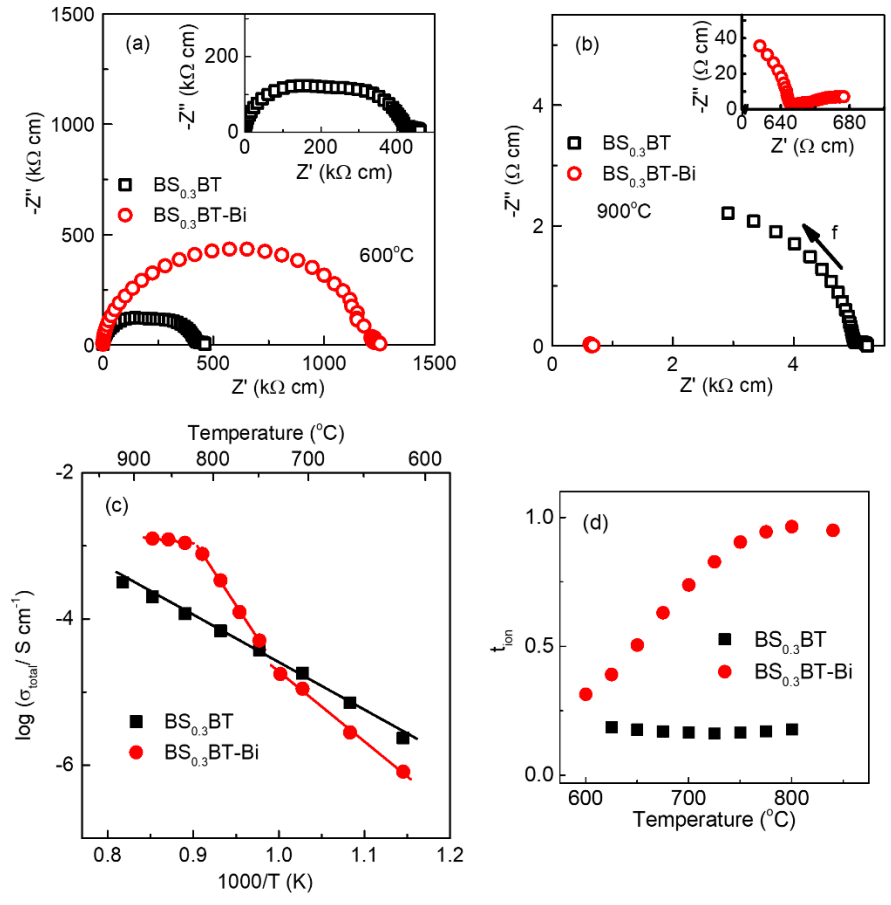 (a)
-Z'' (kΩ cm)
1500
1000
500
0
0 500 1000 1500
Z' (kΩ cm)
BS0.3BT
BS0.3BT-Bi
600°C
-Z'' (kΩ cm)
200
0
0 200 400
Z' (kΩ cm)
(b)
-Z'' (Ω cm)
4
2
0
0 2 4
Z' (kΩ cm)
BS0.3BT
BS0.3BT-Bi
900°C
f
-Z'' (Ω cm)
40
20
0
0 640 680
Z' (Ω cm)
Temperature (°C)
900 800 700 600
(c)
log (σtotal/ S cm-1)
-2
-4
-6
BS0.3BT
BS0.3BT-Bi
0.8 0.9 1.0 1.1 1.2
1000/T (K)
(d)
tion
1.0
0.5
0.0
BS0.3BT
BS0.3BT-Bi
600 700 800
Temperature (°C)